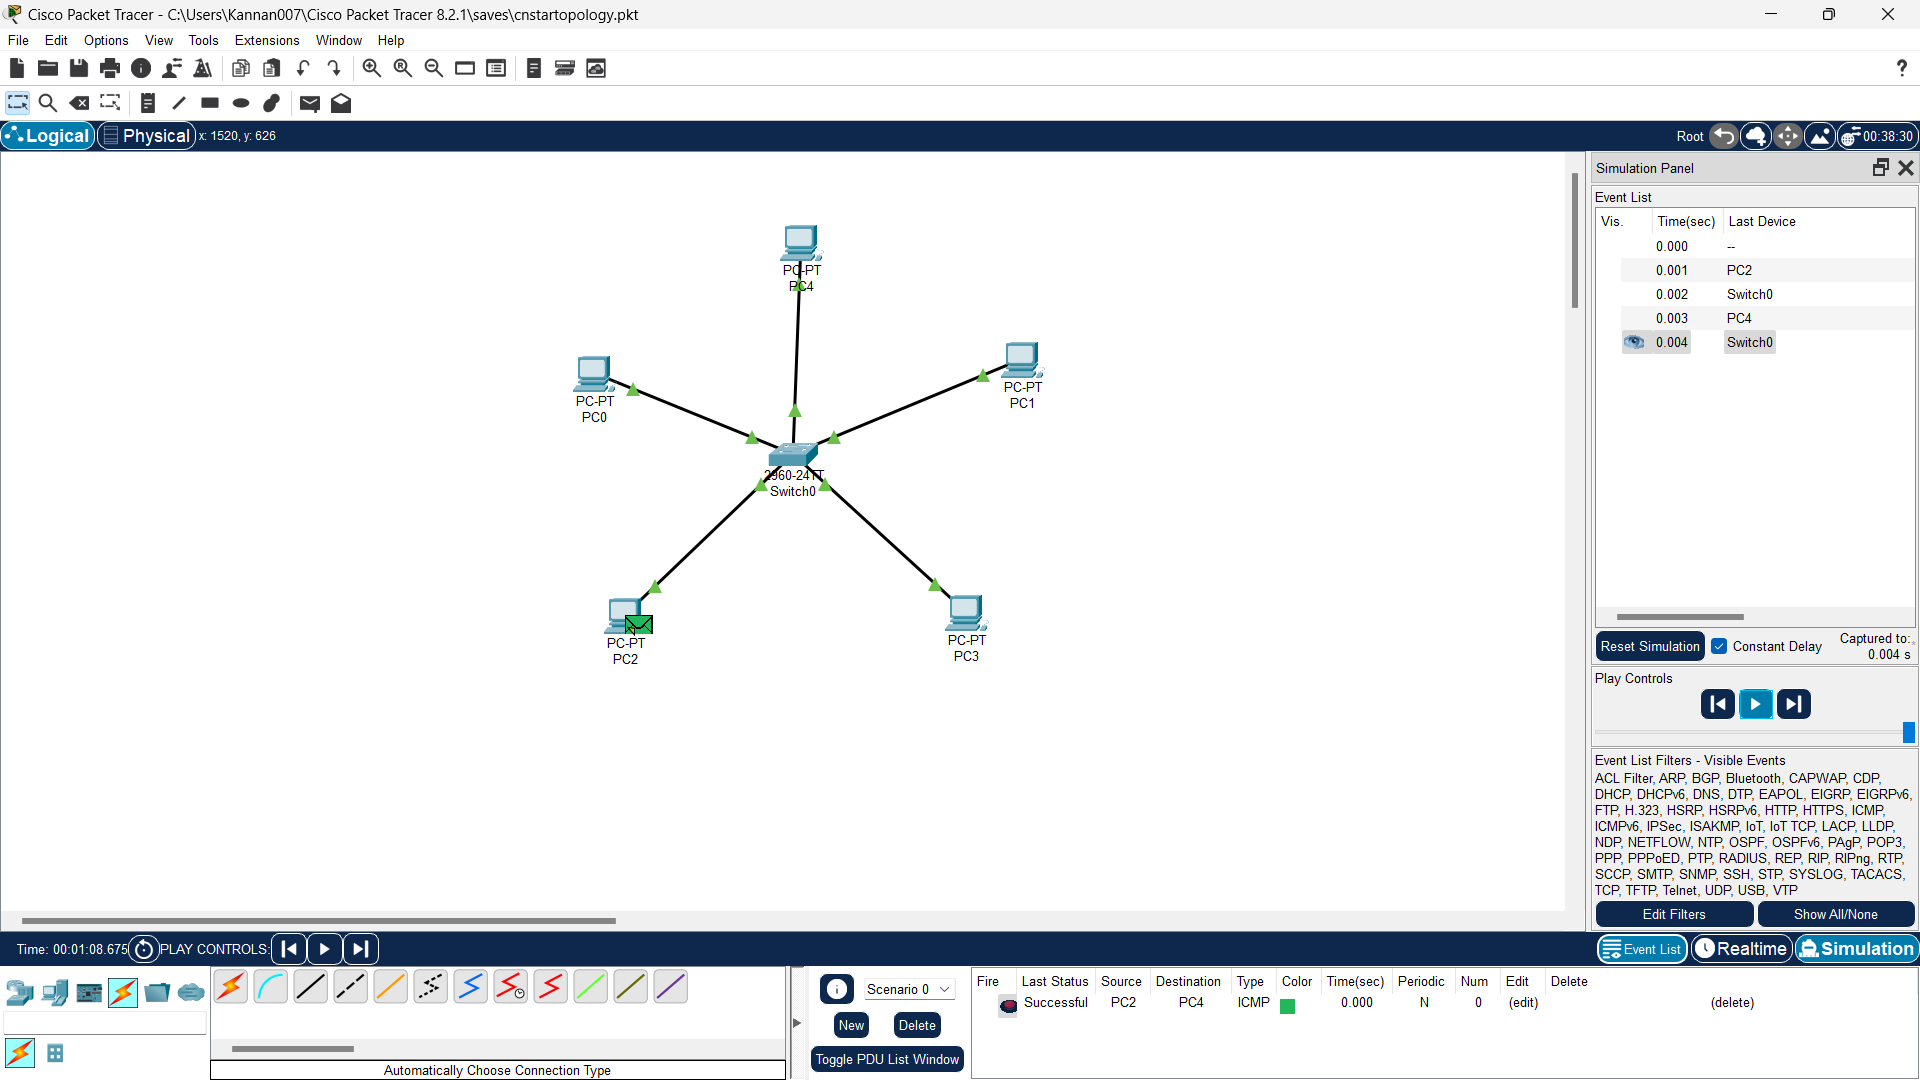 Cisco Packet Tracer - C:\Users\Kannan007\Cisco Packet Tracer 8.2.1\saves\cnstartopology.pkt
File Edit Options View Tools Extensions Window Help
?
Logical Physical x: 1520, y: 626 Root 00:38:30
Simulation Panel
Event List
Vis. Time(sec) Last Device
0.000 --
0.001 PC2
0.002 Switch0
0.003 PC4
0.004 Switch0
PC-PT
PC4
PC-PT
PC0
PC-PT
PC1
2960-24TT
Switch0
PC-PT
PC2
PC-PT
PC3
Reset Simulation Constant Delay Captured to:
0.004 s
Play Controls
Event List Filters - Visible Events
ACL Filter, ARP, BGP, Bluetooth, CAPWAP, CDP,
DHCP, DHCPv6, DNS, DTP, EAPOL, EIGRP, EIGRPv6,
FTP, H.323, HSRP, HSRPv6, HTTP, HTTPS, ICMP,
ICMPv6, IPSec, ISAKMP, IoT, IoT TCP, LACP, LLDP,
NDP, NETFLOW, NTP, OSPF, OSPFv6, PAgP, POP3,
PPP, PPPoED, PTP, RADIUS, REP, RIP, RIPng, RTP,
SCCP, SMTP, SNMP, SSH, STP, SYSLOG, TACACS,
TCP, TFTP, Telnet, UDP, USB, VTP
Edit Filters Show All/None
Time: 00:01:08.675 PLAY CONTROLS: Event List Realtime Simulation
Scenario 0
New Delete
Toggle PDU List Window
Fire Last Status Source Destination Type Color Time(sec) Periodic Num Edit Delete
Successful PC2 PC4 ICMP 0.000 N 0 (edit) (delete)
Automatically Choose Connection Type